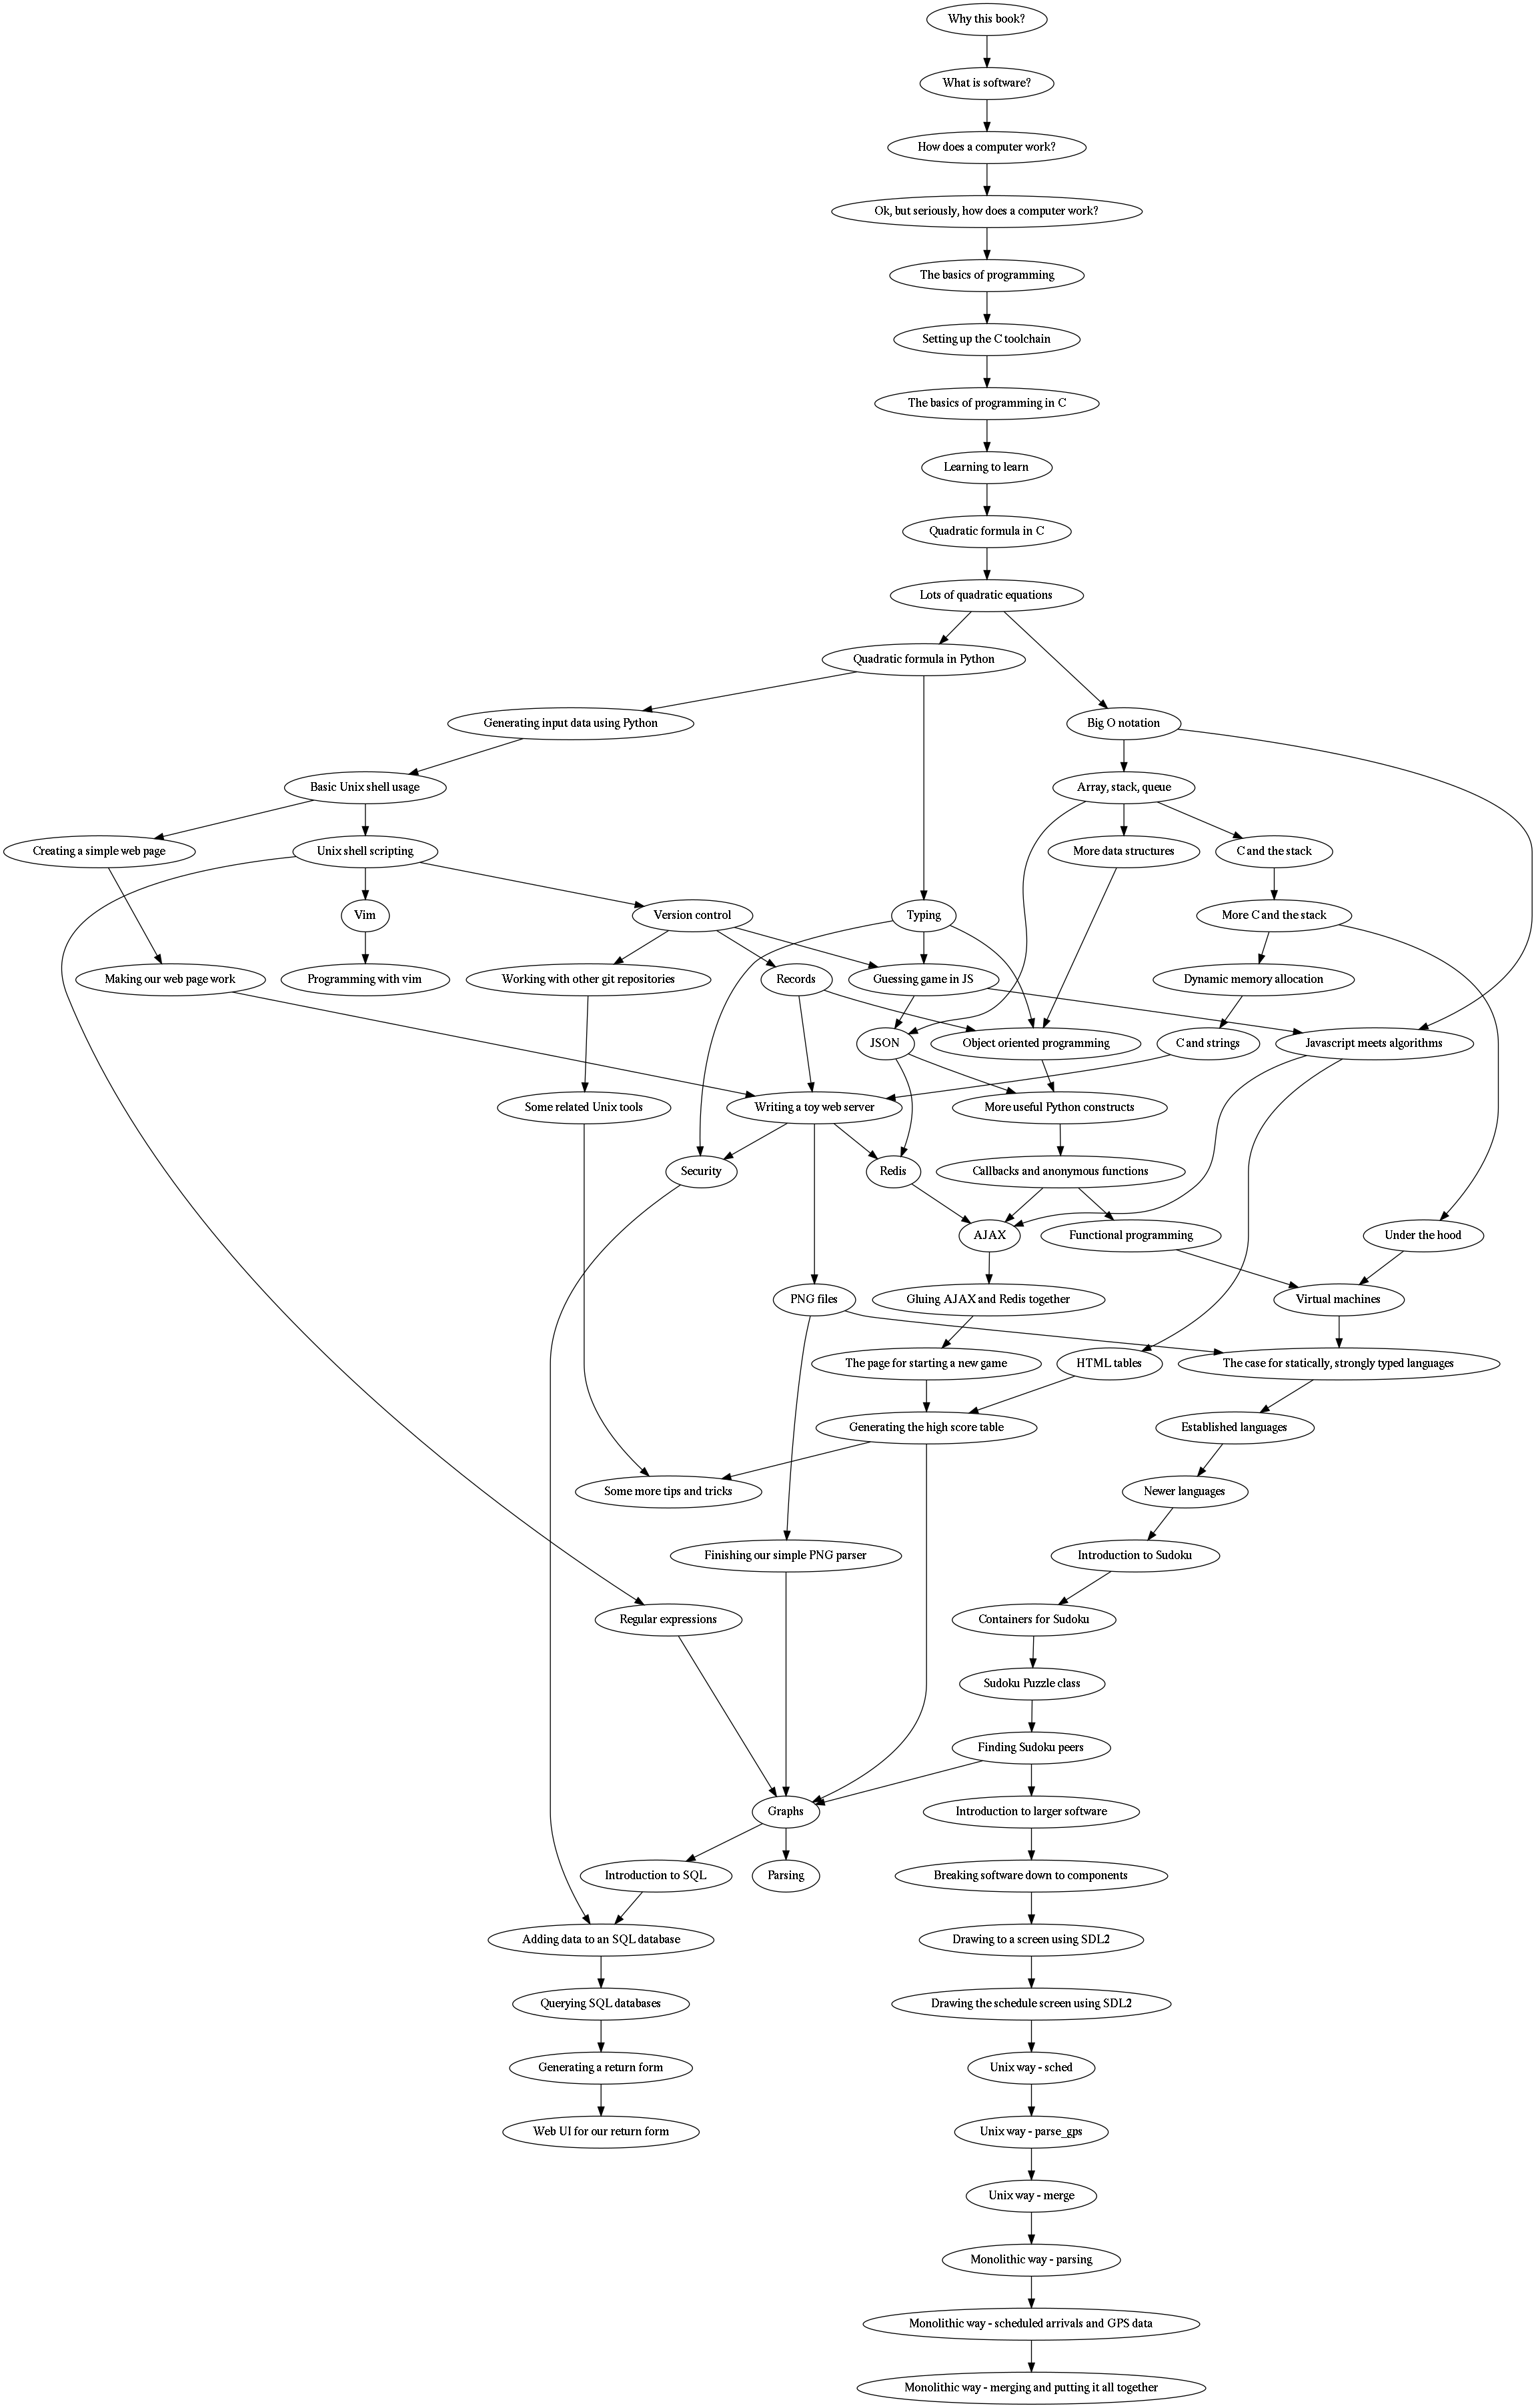 Why this book?
What is software?
How does a computer work?
Ok, but seriously, how does a computer work?
The basics of programming
Setting up the C toolchain
The basics of programming in C
Learning to learn
Quadratic formula in C
Lots of quadratic equations
Quadratic formula in Python
Generating input data using Python
Big O notation
Basic Unix shell usage
Array, stack, queue
Creating a simple web page
Unix shell scripting
More data structures
C and the stack
Vim
Version control
Typing
More C and the stack
Making our web page work
Programming with vim
Working with other git repositories
Records
Guessing game in JS
Dynamic memory allocation
JSON
Object oriented programming
C and strings
Javascript meets algorithms
Some related Unix tools
Writing a toy web server
More useful Python constructs
Security
Redis
Callbacks and anonymous functions
AJAX
Functional programming
Under the hood
PNG files
Gluing AJAX and Redis together
Virtual machines
The page for starting a new game
HTML tables
The case for statically, strongly typed languages
Generating the high score table
Established languages
Some more tips and tricks
Newer languages
Finishing our simple PNG parser
Introduction to Sudoku
Regular expressions
Containers for Sudoku
Sudoku Puzzle class
Finding Sudoku peers
Graphs
Introduction to larger software
Introduction to SQL
Parsing
Breaking software down to components
Adding data to an SQL database
Drawing to a screen using SDL2
Querying SQL databases
Drawing the schedule screen using SDL2
Generating a return form
Unix way - sched
Web UI for our return form
Unix way - parse_gps
Unix way - merge
Monolithic way - parsing
Monolithic way - scheduled arrivals and GPS data
Monolithic way - merging and putting it all together